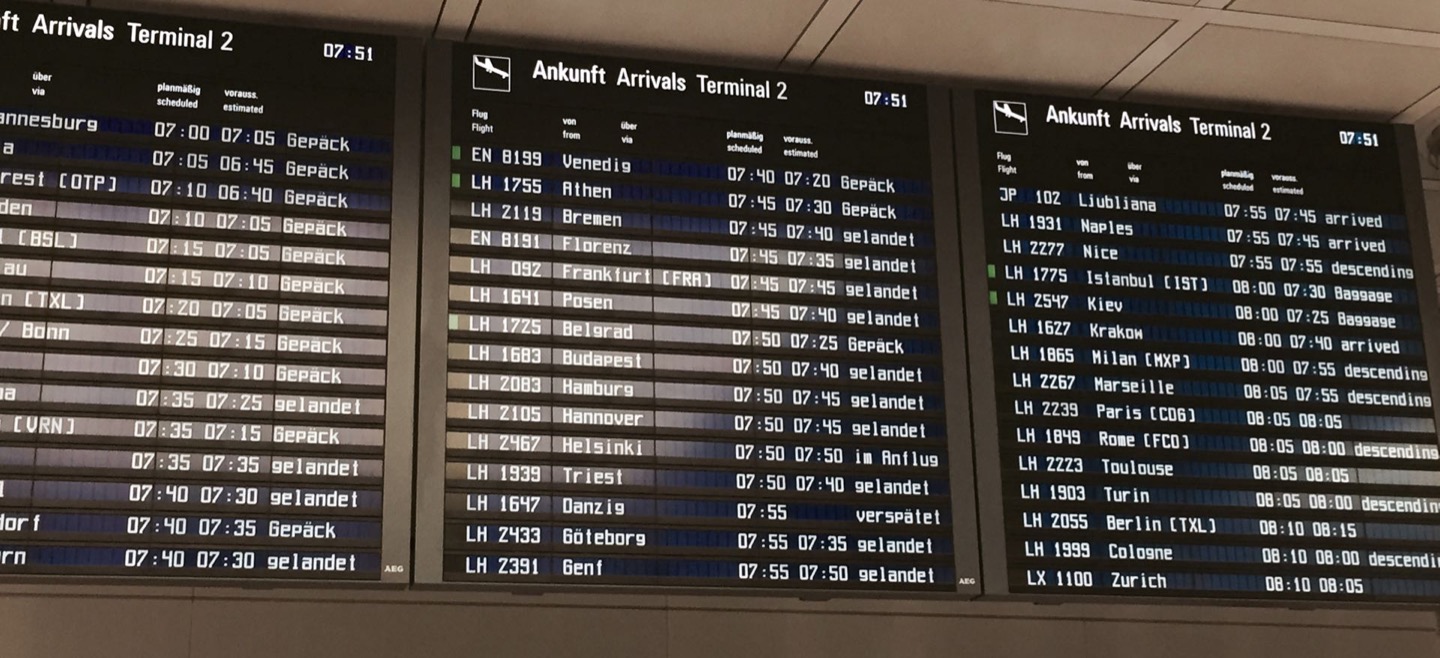 ft Arrivals Terminal 2 07:51
über planmäßig vorauss.
via scheduled estimated
annesburg 07:00 07:05 Gepäck
a 07:05 06:45 Gepäck
rest [OTP] 07:10 06:40 Gepäck
den 07:10 07:05 Gepäck
l [BSL] 07:15 07:05 Gepäck
au 07:15 07:10 Gepäck
n [TXL] 07:20 07:05 Gepäck
/ Bonn 07:25 07:15 Gepäck
07:30 07:10 Gepäck
na 07:35 07:25 gelandet
[VRN] 07:35 07:15 Gepäck
07:35 07:35 gelandet
l 07:40 07:30 gelandet
dorf 07:40 07:35 Gepäck
rn 07:40 07:30 gelandet
AEG
Ankunft Arrivals Terminal 2 07:51
Flug von über planmäßig vorauss.
Flight from via scheduled estimated
EN 8199 Venedig 07:40 07:20 Gepäck
LH 1755 Athen 07:45 07:30 Gepäck
LH 2119 Bremen 07:45 07:40 gelandet
EN 8191 Florenz 07:45 07:35 gelandet
LH 092 Frankfurt [FRA] 07:45 07:45 gelandet
LH 1641 Posen 07:45 07:40 gelandet
LH 1725 Belgrad 07:50 07:25 Gepäck
LH 1683 Budapest 07:50 07:40 gelandet
LH 2083 Hamburg 07:50 07:45 gelandet
LH 2105 Hannover 07:50 07:45 gelandet
LH 2467 Helsinki 07:50 07:50 im Anflug
LH 1939 Triest 07:50 07:40 gelandet
LH 1647 Danzig 07:55 verspätet
LH 2433 Göteborg 07:55 07:35 gelandet
LH 2391 Genf 07:55 07:50 gelandet
AEG
Ankunft Arrivals Terminal 2 07:51
Flug von über planmäßig vorauss.
Flight from via scheduled estimated
JP 102 Ljubljana 07:55 07:45 arrived
LH 1931 Naples 07:55 07:45 arrived
LH 2277 Nice 07:55 07:55 descending
LH 1775 Istanbul [IST] 08:00 07:30 Baggage
LH 2547 Kiev 08:00 07:25 Baggage
LH 1627 Krakow 08:00 07:40 arrived
LH 1865 Milan [MXP] 08:00 07:55 descending
LH 2267 Marseille 08:05 07:55 descending
LH 2239 Paris [CDG] 08:05 08:05
LH 1849 Rome [FCO] 08:05 08:00 descending
LH 2223 Toulouse 08:05 08:05
LH 1903 Turin 08:05 08:00 descendin
LH 2055 Berlin [TXL] 08:10 08:15
LH 1999 Cologne 08:10 08:00 descendi
LX 1100 Zurich 08:10 08:05